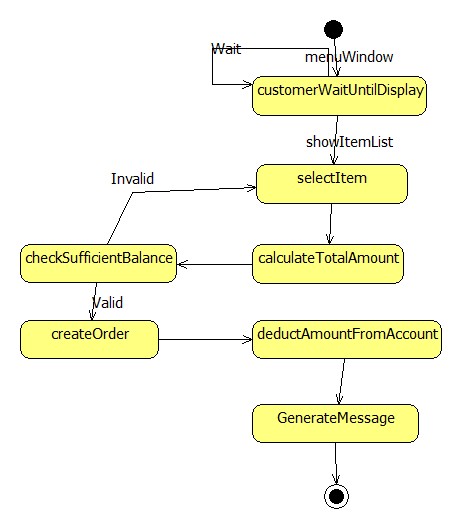 Wait
menuWindow
customerWaitUntilDisplay
showItemList
Invalid
selectItem
checkSufficientBalance
calculateTotalAmount
Valid
createOrder
deductAmountFromAccount
GenerateMessage